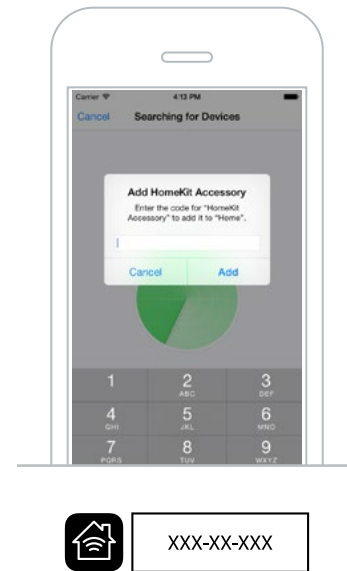 Carrier 4:13 PM
Cancel Searching for Devices
Add HomeKit Accessory
Enter the code for "HomeKit
Accessory" to add it to "Home".
Cancel Add
1 2 3
ABC DEF
4 5 6
GHI JKL MNO
7 8 9
PQRS TUV WXYZ
XXX-XX-XXX